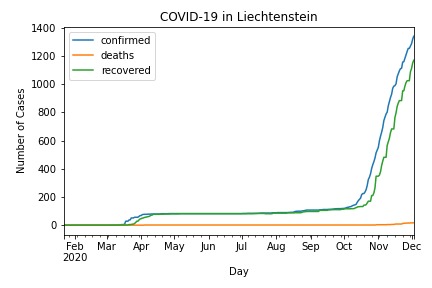 COVID-19 in Liechtenstein
confirmed
deaths
recovered
Number of Cases
1400
1200
1000
800
600
400
200
0
Feb Mar Apr May Jun Jul Aug Sep Oct Nov Dec
2020
Day